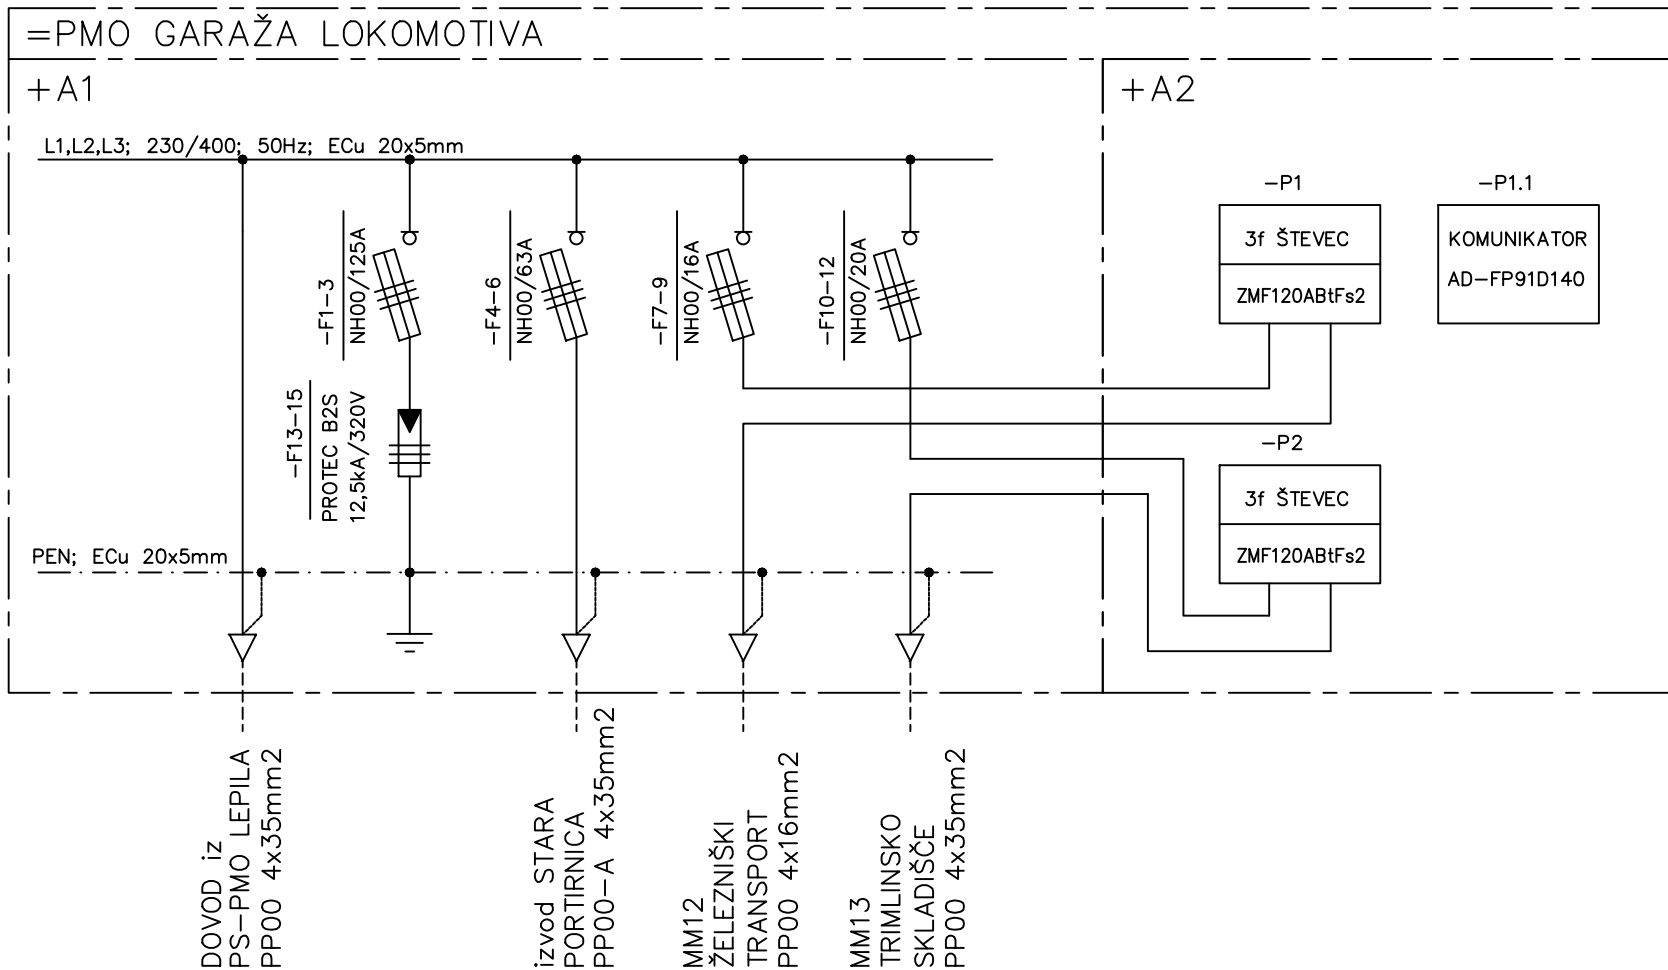 =PMO GARAŽA LOKOMOTIVA
+A1
+A2
L1,L2,L3; 230/400; 50Hz; ECu 20x5mm
-F1-3
NH00/125A
-F4-6
NH00/63A
-F7-9
NH00/16A
-F10-12
NH00/20A
-P1
3f ŠTEVEC
ZMF120ABtFs2
-P1.1
KOMUNIKATOR
AD-FP91D140
-F13-15
PROTEC B2S
12,5kA/320V
-P2
3f ŠTEVEC
ZMF120ABtFs2
PEN; ECu 20x5mm
DOVOD iz
PS-PMO LEPILA
PP00 4x35mm2
izvod STARA
PORTIRNICA
PP00-A 4x35mm2
MM12
ŽELEZNIŠKI
TRANSPORT
PP00 4x16mm2
MM13
TRIMLINSKO
SKLADIŠČE
PP00 4x35mm2